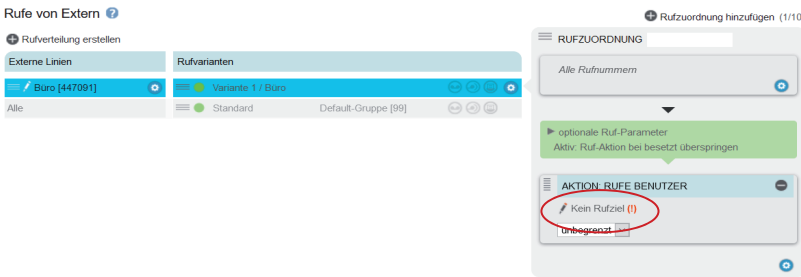 Rufe von Extern ?
Rufzuordnung hinzufügen (1/10
Rufverteilung erstellen
Externe Linien
Rufvarianten
Büro [447091]
Variante 1 / Büro
Alle
Standard
Default-Gruppe [99]
RUFZUORDNUNG
Alle Rufnummern
optionale Ruf-Parameter
Aktiv: Ruf-Aktion bei besetzt überspringen
AKTION: RUFE BENUTZER
Kein Rufziel (!)
unbegrenzt